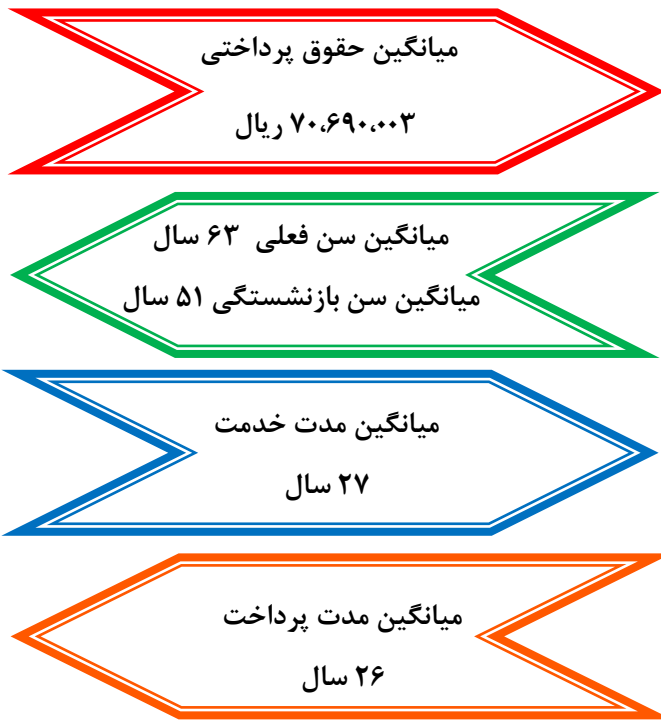 میانگین حقوق پرداختی
۷۰،۶۹۰،۰۰۳ ریال
میانگین سن فعلی ۶۳ سال
میانگین سن بازنشستگی ۵۱ سال
میانگین مدت خدمت
۲۷ سال
میانگین مدت پرداخت
۲۶ سال